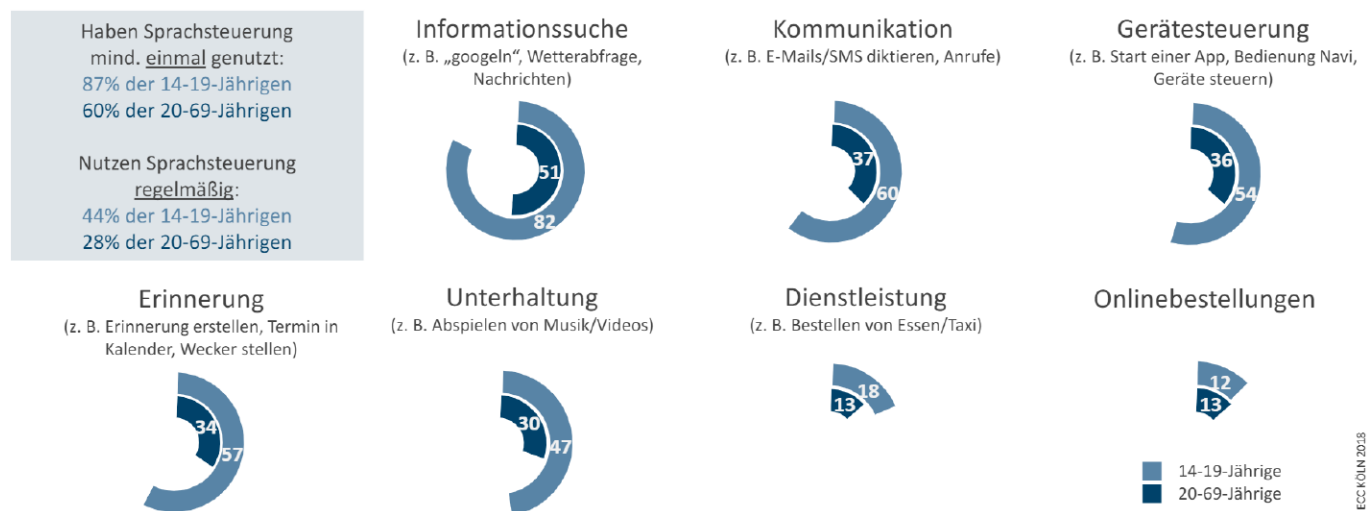 Haben Sprachsteuerung
mind. einmal genutzt:
87% der 14-19-Jährigen
60% der 20-69-Jährigen
Nutzen Sprachsteuerung
regelmäßig:
44% der 14-19-Jährigen
28% der 20-69-Jährigen
Informationssuche
(z. B. „googeln“, Wetterabfrage,
Nachrichten)
51
82
Kommunikation
(z. B. E-Mails/SMS diktieren, Anrufe)
37
60
Gerätesteuerung
(z. B. Start einer App, Bedienung Navi,
Geräte steuern)
36
54
Erinnerung
(z. B. Erinnerung erstellen, Termin in
Kalender, Wecker stellen)
34
57
Unterhaltung
(z. B. Abspielen von Musik/Videos)
30
47
Dienstleistung
(z. B. Bestellen von Essen/Taxi)
18
13
Onlinebestellungen
12
13
14-19-Jährige
20-69-Jährige
ECC KÖLN 2018